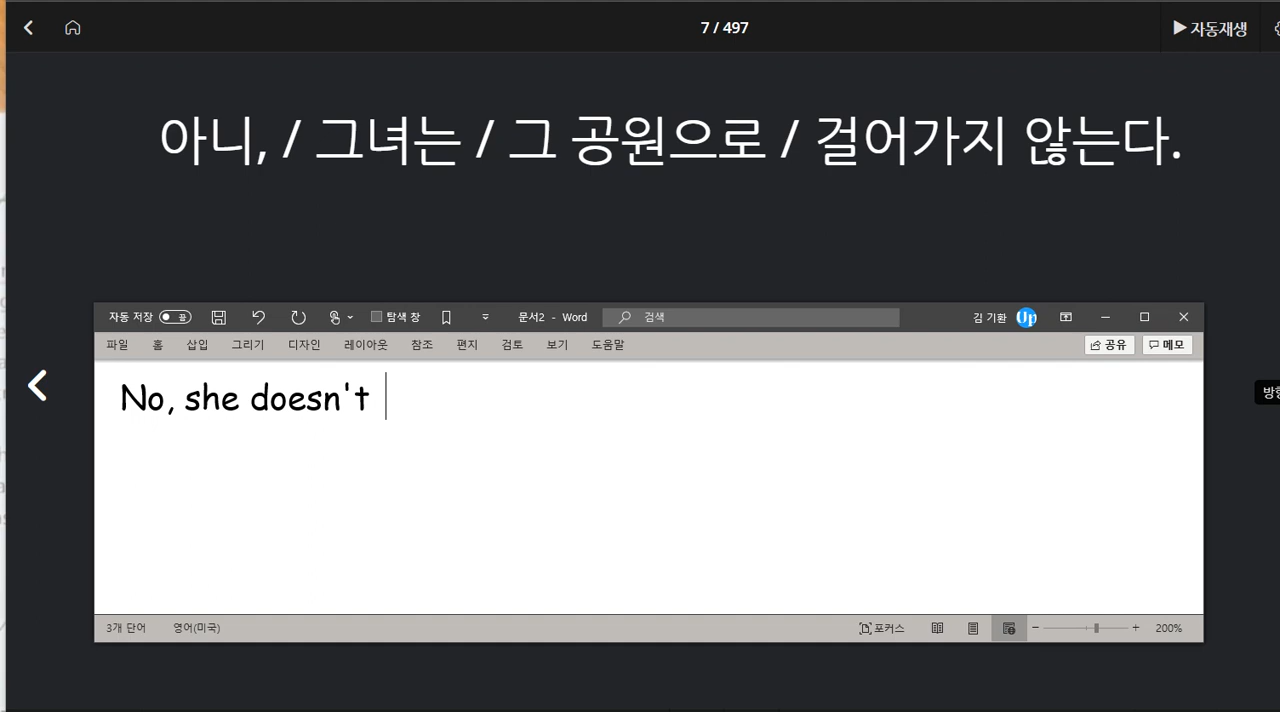 7 / 497
▶ 자동재생
아니, / 그녀는 / 그 공원으로 / 걸어가지 않는다.
자동 저장 끔 탐색 창 문서2 - Word 검색 김 기환 Up
파일 홈 삽입 그리기 디자인 레이아웃 참조 편지 검토 보기 도움말 공유 메모
No, she doesn't
3개 단어 영어(미국) 포커스 - + 200%